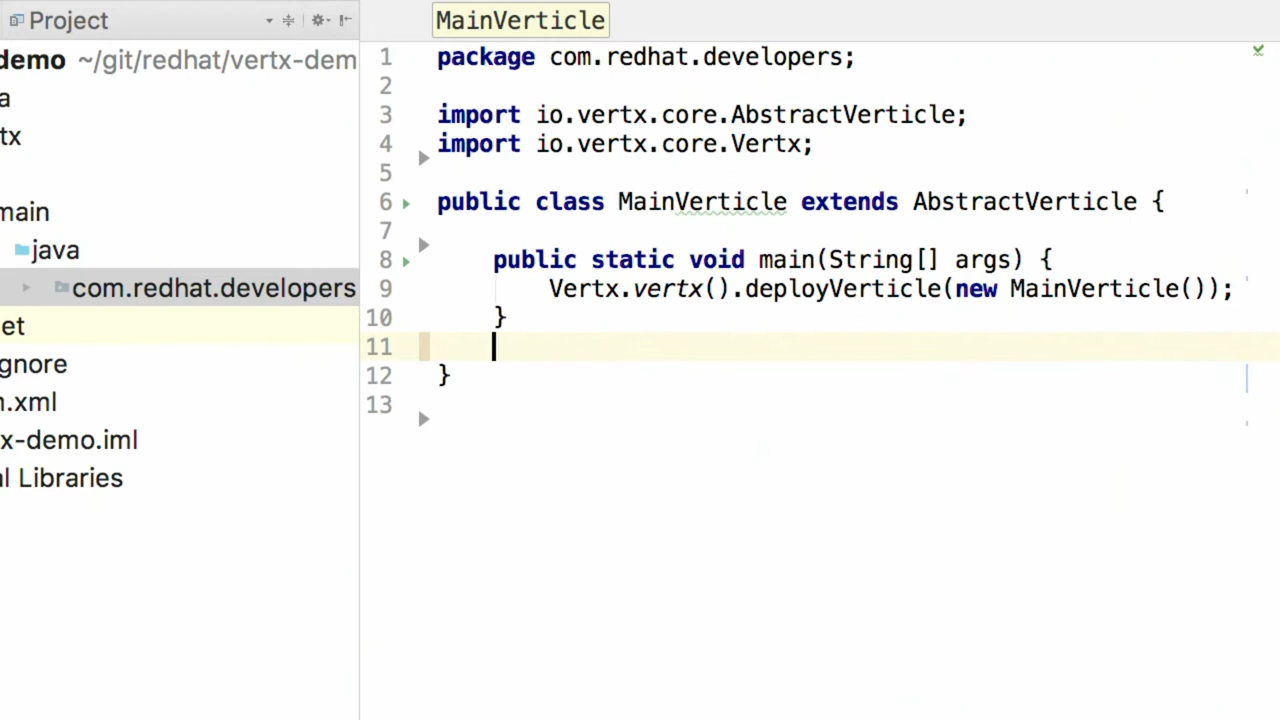 Project
demo ~/git/redhat/vertx-dem
a
tx
main
java
com.redhat.developers
et
gnore
n.xml
x-demo.iml
al Libraries
MainVerticle
1 package com.redhat.developers;
2
3 import io.vertx.core.AbstractVerticle;
4 import io.vertx.core.Vertx;
5
6 public class MainVerticle extends AbstractVerticle {
7
8 public static void main(String[] args) {
9 Vertx.vertx().deployVerticle(new MainVerticle());
10 }
11
12 }
13